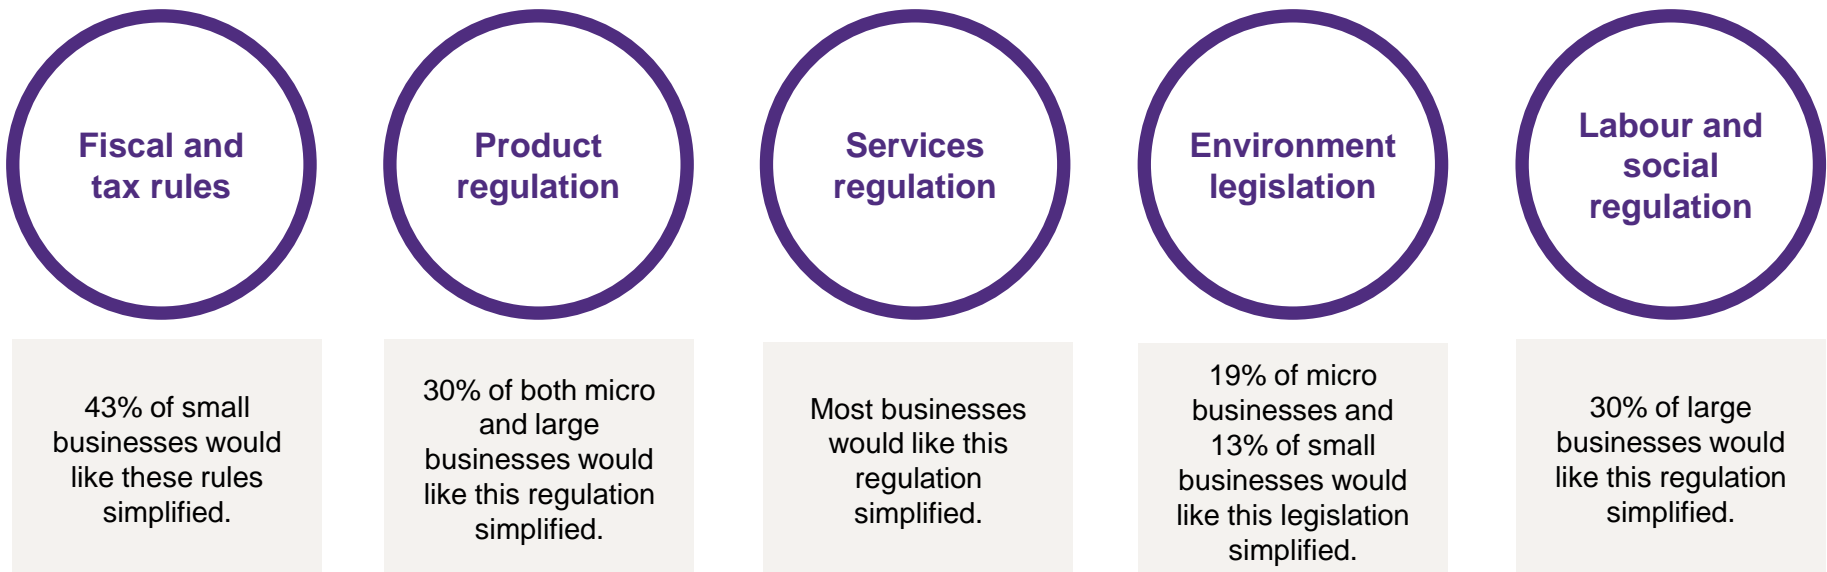 Fiscal and
tax rules
43% of small
businesses would
like these rules
simplified.
Product
regulation
30% of both micro
and large
businesses would
like this regulation
simplified.
Services
regulation
Most businesses
would like this
regulation
simplified.
Environment
legislation
19% of micro
businesses and
13% of small
businesses would
like this legislation
simplified.
Labour and
social
regulation
30% of large
businesses would
like this regulation
simplified.